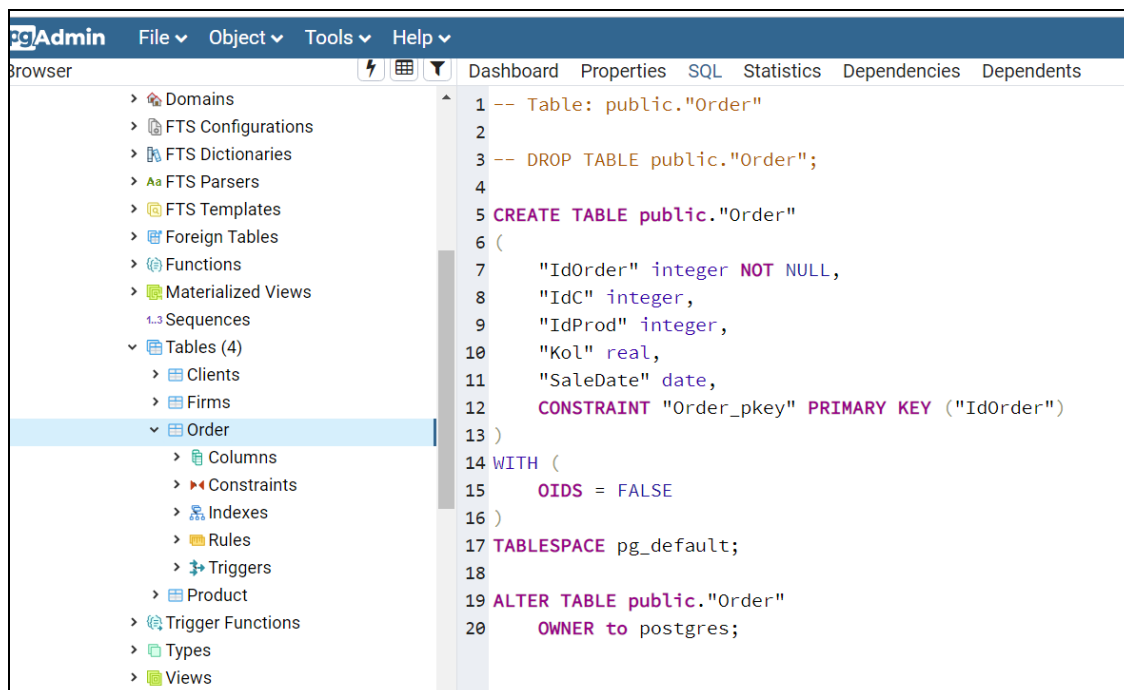 pgAdmin File Object Tools Help
Browser
Dashboard Properties SQL Statistics Dependencies Dependents
Domains
FTS Configurations
FTS Dictionaries
Aa FTS Parsers
FTS Templates
Foreign Tables
Functions
Materialized Views
1..3 Sequences
Tables (4)
Clients
Firms
Order
Columns
Constraints
Indexes
Rules
Triggers
Product
Trigger Functions
Types
Views
1 -- Table: public."Order"
2
3 -- DROP TABLE public."Order";
4
5 CREATE TABLE public."Order"
6 (
7 "IdOrder" integer NOT NULL,
8 "IdC" integer,
9 "IdProd" integer,
10 "Kol" real,
11 "SaleDate" date,
12 CONSTRAINT "Order_pkey" PRIMARY KEY ("IdOrder")
13 )
14 WITH (
15 OIDS = FALSE
16 )
17 TABLESPACE pg_default;
18
19 ALTER TABLE public."Order"
20 OWNER to postgres;